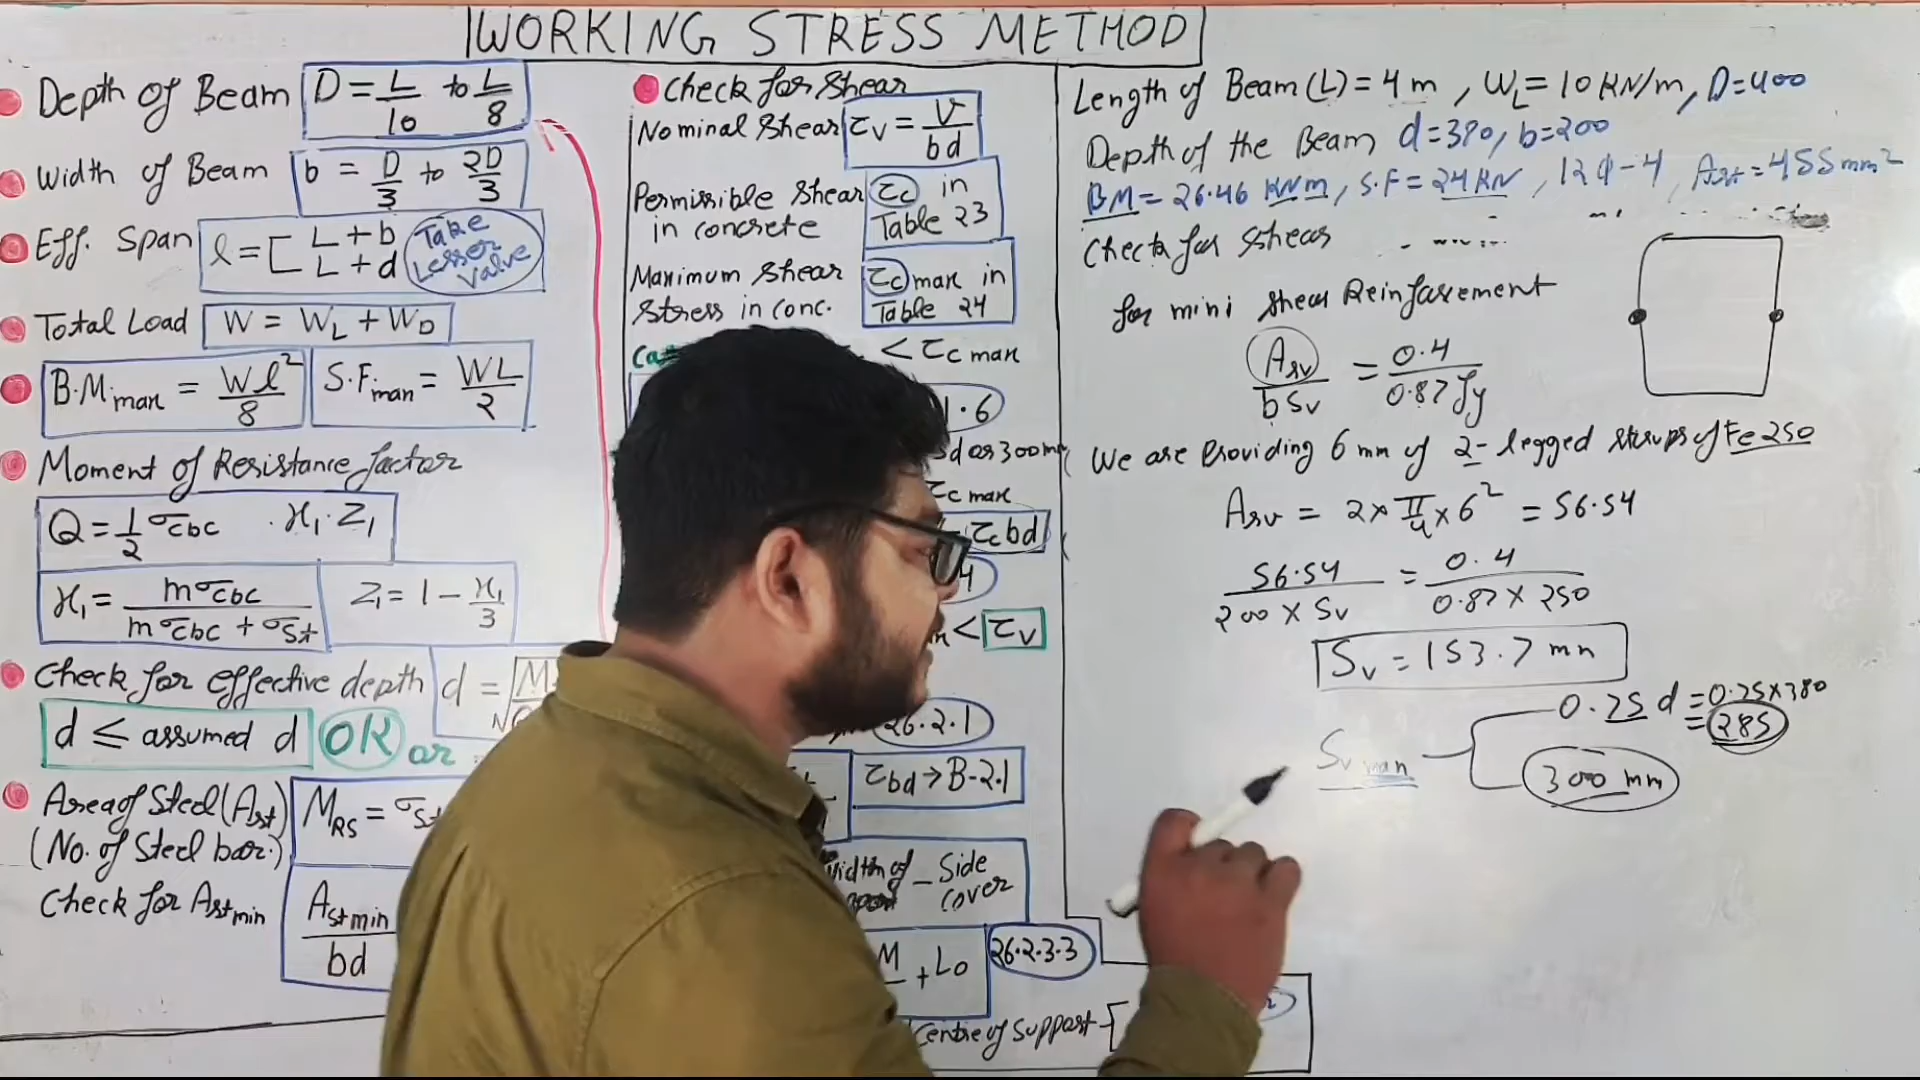 WORKING STRESS METHOD
Depth of Beam D = L/10 to L/8
Width of Beam b = D/3 to 2D/3
Eff. Span l = [ L + b
L + d
Take Lesser Valve
Total Load W = WL + WD
B.M.max = Wl²/8 S.F.max = WL/2
Moment of Resistance factor
Q = 1/2 σcbc . x1 . Z1
x1 = mσcbc / mσcbc + σst Z1 = 1 - x1/3
Check for effective depth d = √M
d ≤ assumed d OK or
Area of Steel (Ast) MRS = σst
(No. of Steel bar.)
Check for Astmin Astmin/bd
Check for Shear
Nominal Shear τv = V/bd
Permissible Shear τc in
in concrete Table 23
Maximum Shear τc max in
Stress in conc. Table 24
< τc max
1.6
d or 300 mm
τc max
τc bd
4
< τv
26.2.1
τbd → B-2.1
Width of - Side
cover
M + Lo 26.2.3.3
Centre of Support
Length of Beam (L) = 4 m , WL = 10 KN/m, D=400
Depth of the Beam d = 380, b=200
BM = 26.46 KNm, S.F = 24 KN , 12 φ - 4 , Ast = 455 mm²
Check for Shear
for mini shear Reinforcement
Asv / b Sv = 0.4 / 0.87 fy
We are Providing 6 mm of 2 - legged stirups of Fe 250
Asv = 2 × π/4 × 6² = 56.54
56.54 / 200 × Sv = 0.4 / 0.87 × 250
Sv = 153.7 mm
0.75 d = 0.75×380
= 285
Sv max
300 mm